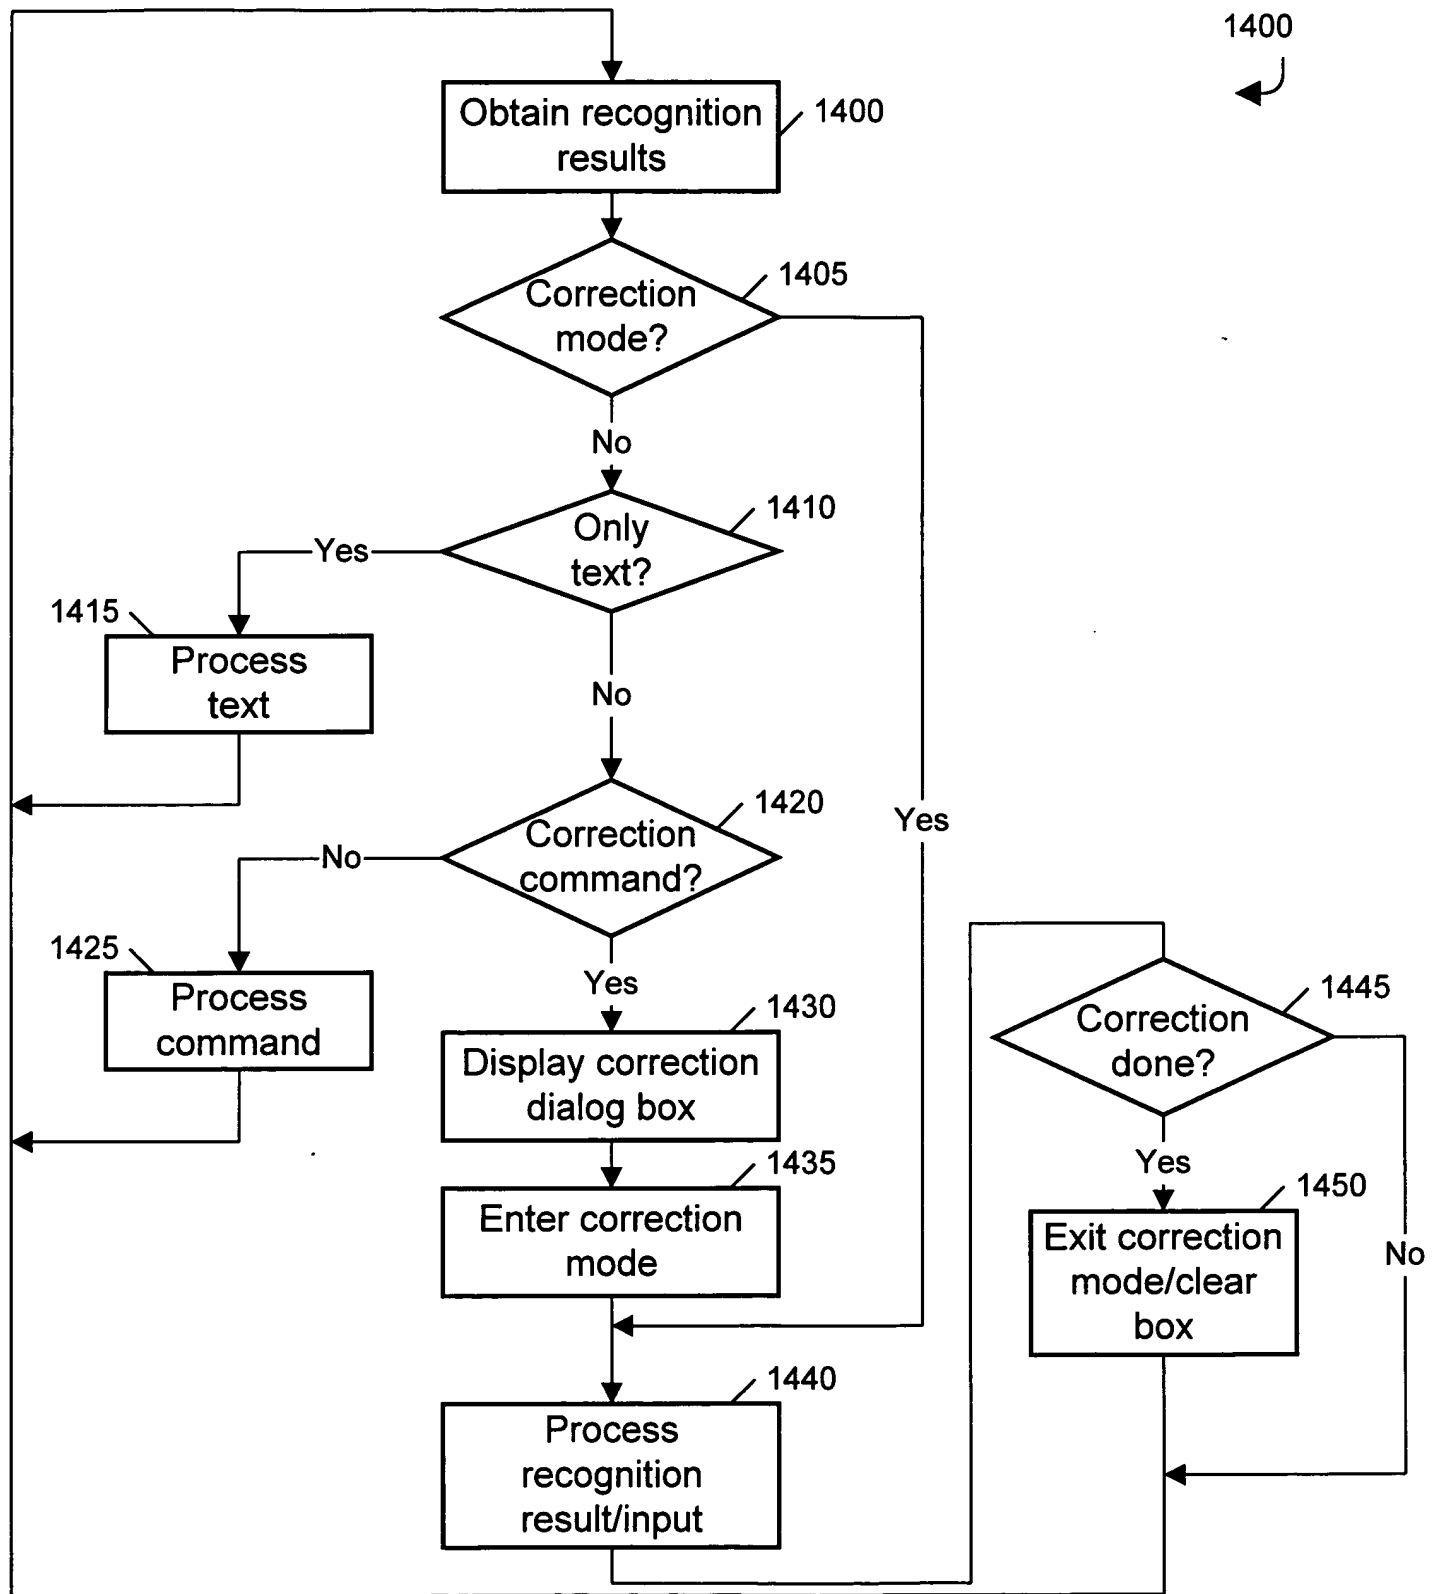 1400
Obtain recognition
results
1400
Correction
mode?
1405
No
Only
text?
1410
Yes
1415
Process
text
No
Correction
command?
1420
Yes
No
1425
Process
command
Yes
1430
Display correction
dialog box
1435
Enter correction
mode
1440
Process
recognition
result/input
Correction
done?
1445
Yes
1450
Exit correction
mode/clear
box
No